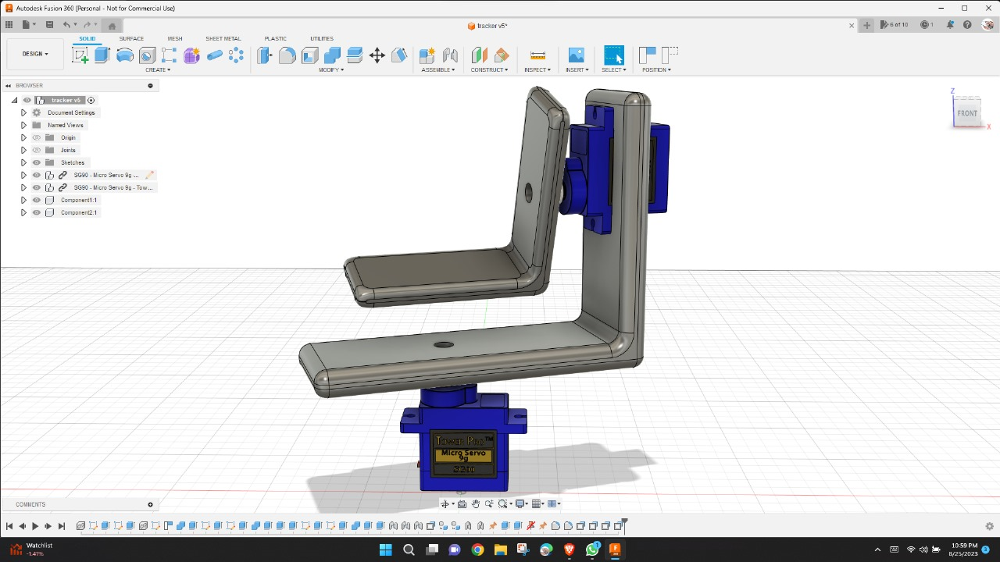 Autodesk Fusion 360 (Personal - Not for Commercial Use)
tracker v5*
6 of 10
1
DESIGN
SOLID
SURFACE
MESH
SHEET METAL
PLASTIC
UTILITIES
CREATE
MODIFY
ASSEMBLE
CONSTRUCT
INSPECT
INSERT
SELECT
POSITION
BROWSER
tracker v5
Document Settings
Named Views
Origin
Joints
Sketches
SG90 - Micro Servo 9g -...
SG90 - Micro Servo 9g - Tow...
Component1:1
Component2:1
Z
FRONT
X
Tower Pro™
Micro Servo
9g
COMMENTS
Watchlist
-1.41%
1
10:59 PM
8/25/2023
3